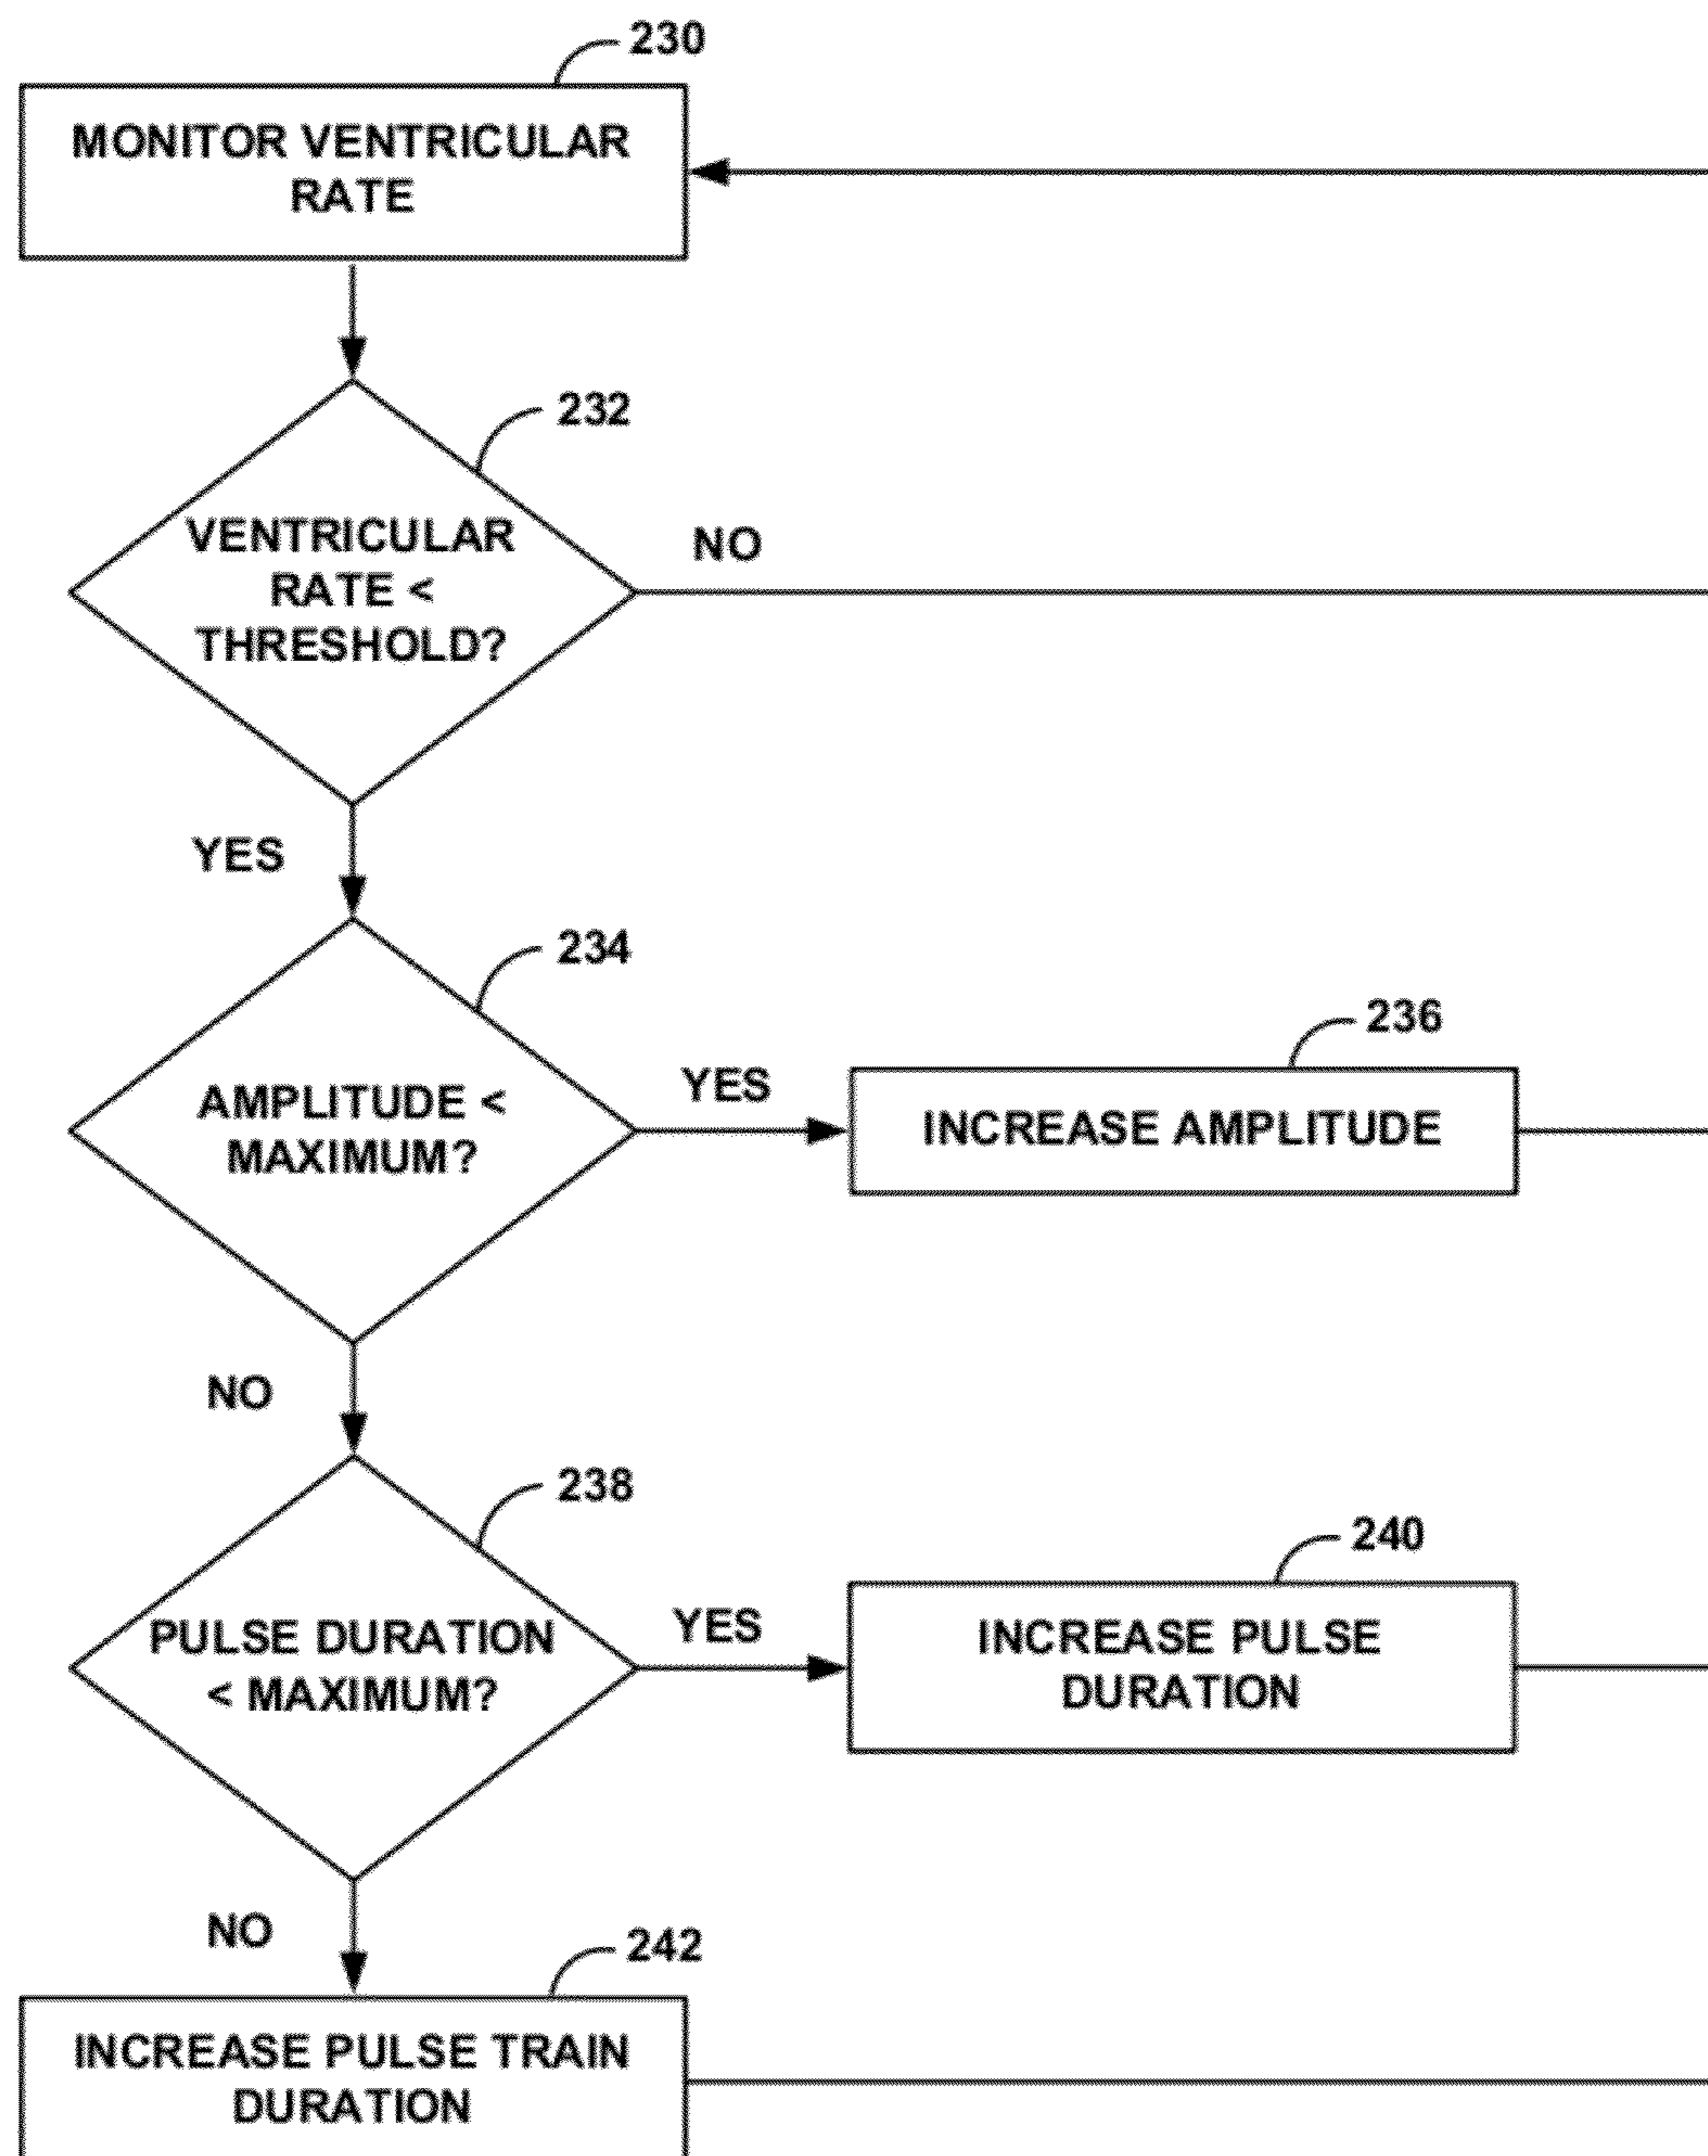 230
MONITOR VENTRICULAR
RATE
232
VENTRICULAR
RATE <
THRESHOLD?
NO
YES
234
AMPLITUDE <
MAXIMUM?
YES
236
INCREASE AMPLITUDE
NO
238
PULSE DURATION
< MAXIMUM?
YES
240
INCREASE PULSE
DURATION
NO
242
INCREASE PULSE TRAIN
DURATION